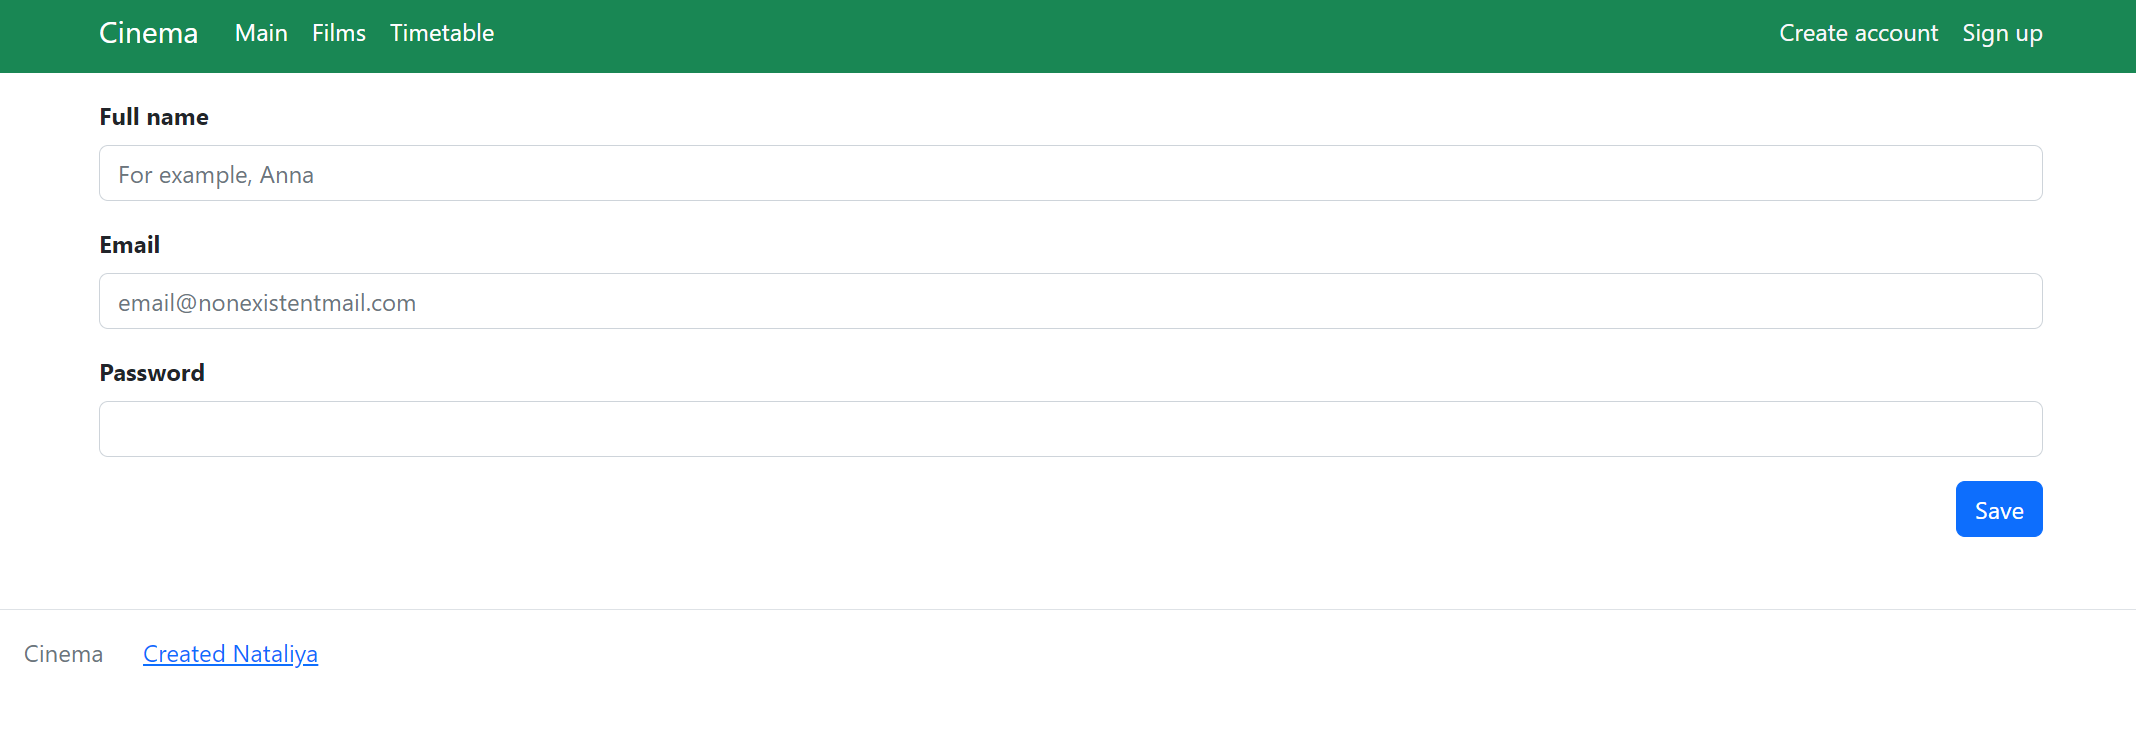 Cinema Main Films Timetable Create account Sign up
Full name
For example, Anna
Email
email@nonexistentmail.com
Password
Save
Cinema Created Nataliya